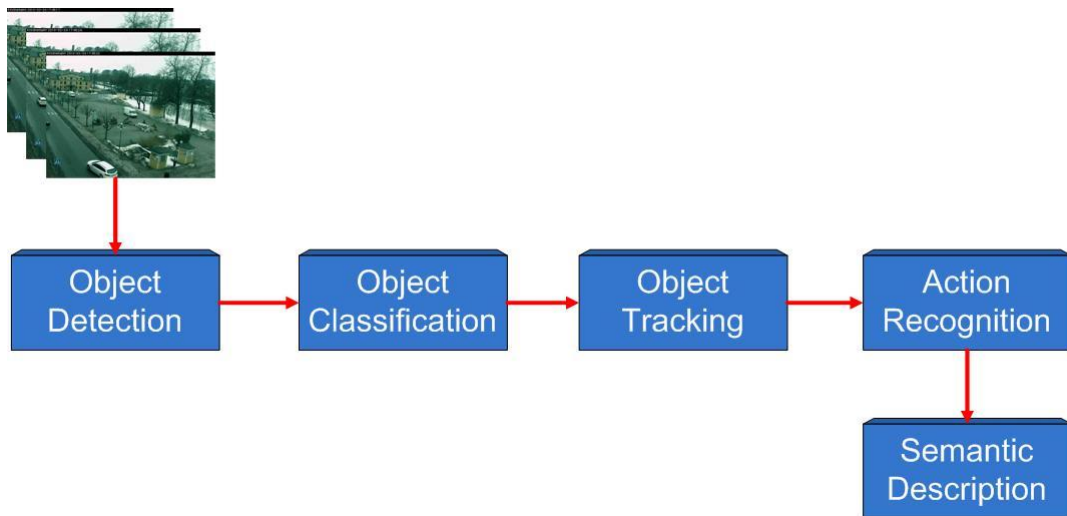 Object
Detection
Object
Classification
Object
Tracking
Action
Recognition
Semantic
Description